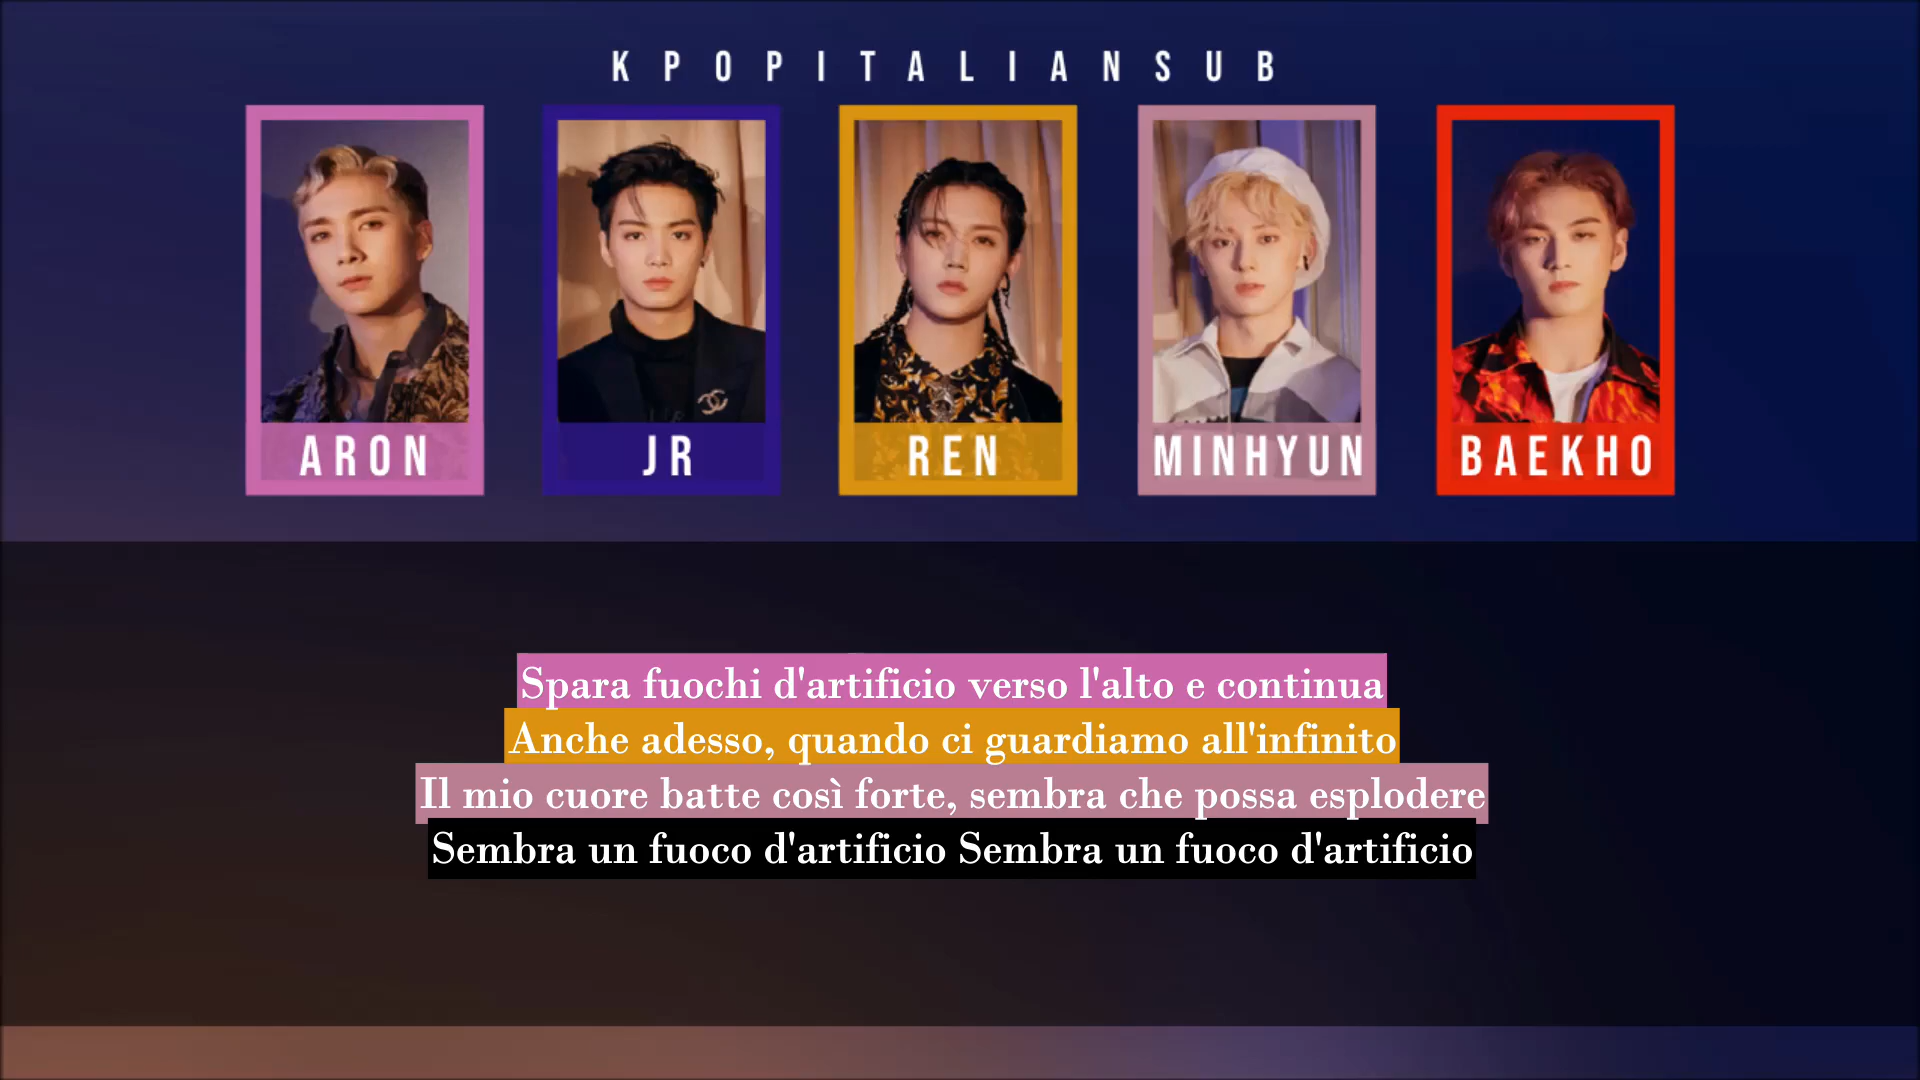 KPOPITALIANSUB
ARON
JR
REN
MINHYUN
BAEKHO
Spara fuochi d'artificio verso l'alto e continua
Anche adesso, quando ci guardiamo all'infinito
Il mio cuore batte così forte, sembra che possa esplodere
Sembra un fuoco d'artificio Sembra un fuoco d'artificio